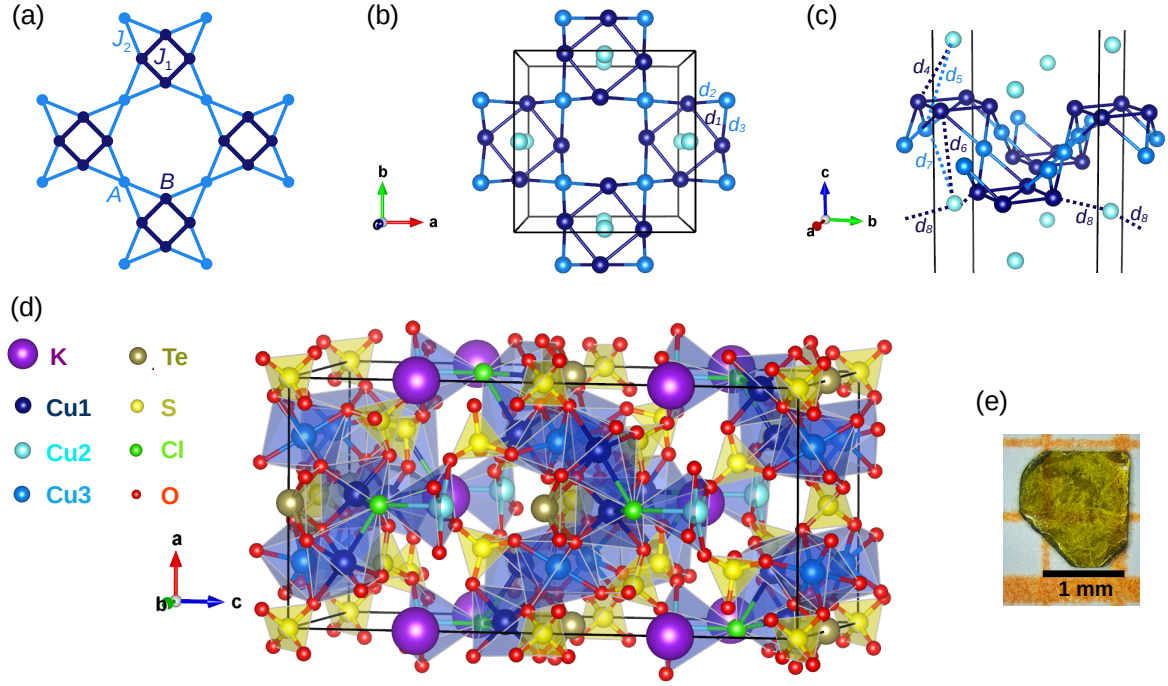 (a)
J₂
J₁
A
B
(b)
d₂
d₁
d₃
b
c
a
(c)
d₄
d₅
d₆
d₇
d₈
d₈
d₈
c
b
a
(d)
K
Te
Cu1
S
Cu2
Cl
Cu3
O
a
b
c
(e)
1 mm